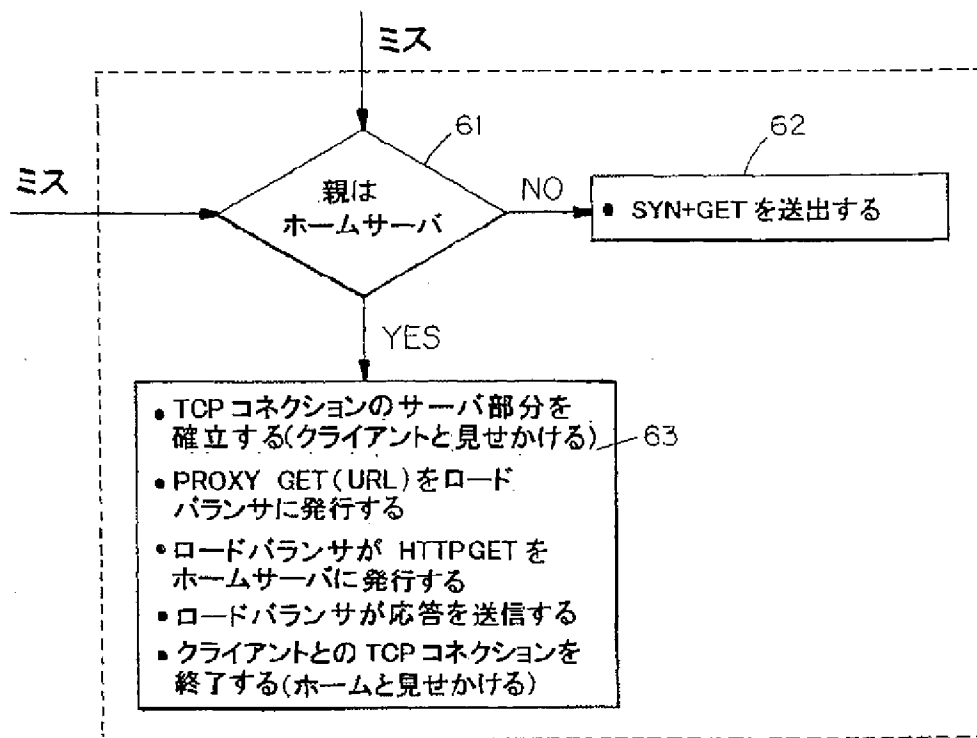 ミス
61
62
ミス
親は
ホームサーバ
NO
• SYN+GET を送出する
YES
• TCP コネクションのサーバ部分を
確立する(クライアントと見せかける)
63
• PROXY GET(URL)をロード
バランサに発行する
• ロードバランサが HTTPGET を
ホームサーバに発行する
• ロードバランサが応答を送信する
• クライアントとの TCP コネクションを
終了する(ホームと見せかける)